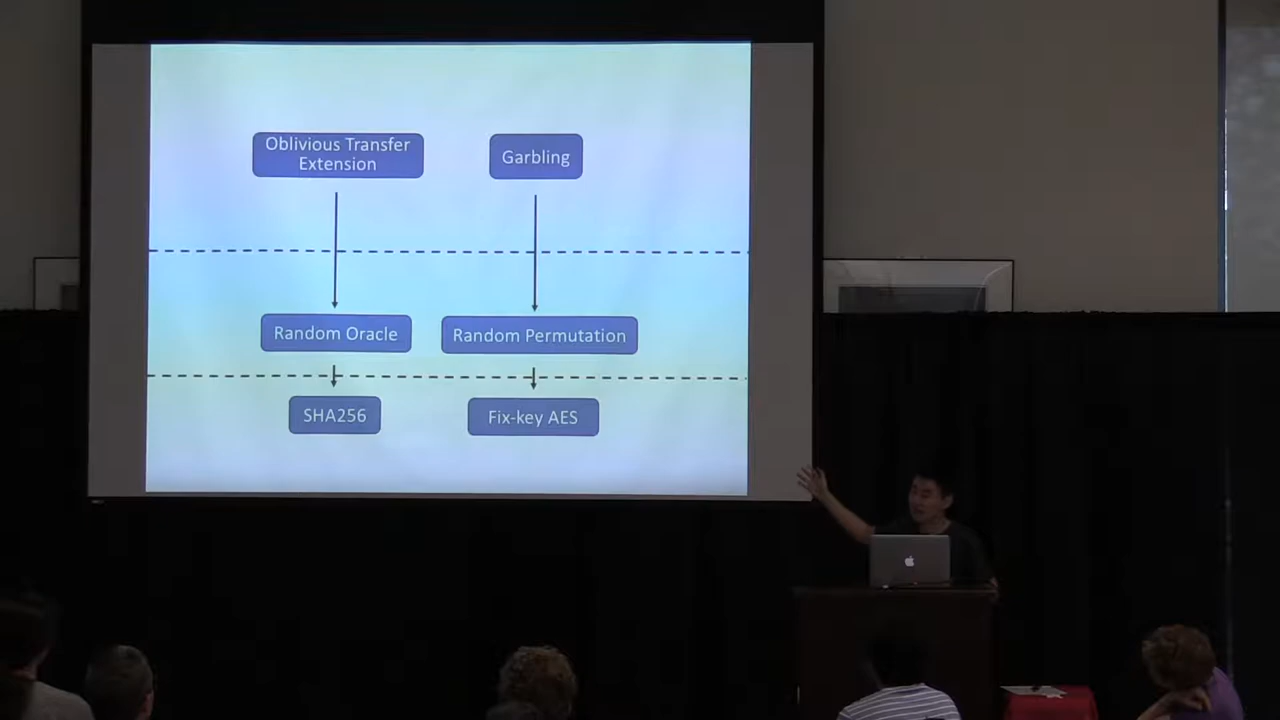 Oblivious Transfer
Extension
Garbling
Random Oracle
Random Permutation
SHA256
Fix-key AES